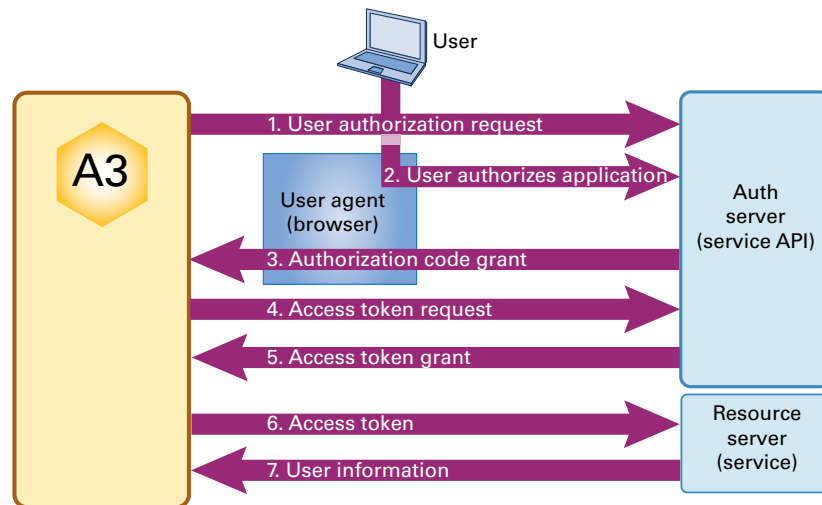 User
A3
1. User authorization request
2. User authorizes application
User agent
(browser)
Auth
server
(service API)
3. Authorization code grant
4. Access token request
5. Access token grant
6. Access token
Resource
server
(service)
7. User information